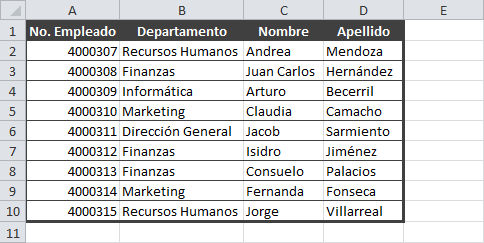 A B C D E
1 No. Empleado Departamento Nombre Apellido
2 4000307 Recursos Humanos Andrea Mendoza
3 4000308 Finanzas Juan Carlos Hernández
4 4000309 Informática Arturo Becerril
5 4000310 Marketing Claudia Camacho
6 4000311 Dirección General Jacob Sarmiento
7 4000312 Finanzas Isidro Jiménez
8 4000313 Finanzas Consuelo Palacios
9 4000314 Marketing Fernanda Fonseca
10 4000315 Recursos Humanos Jorge Villarreal
11